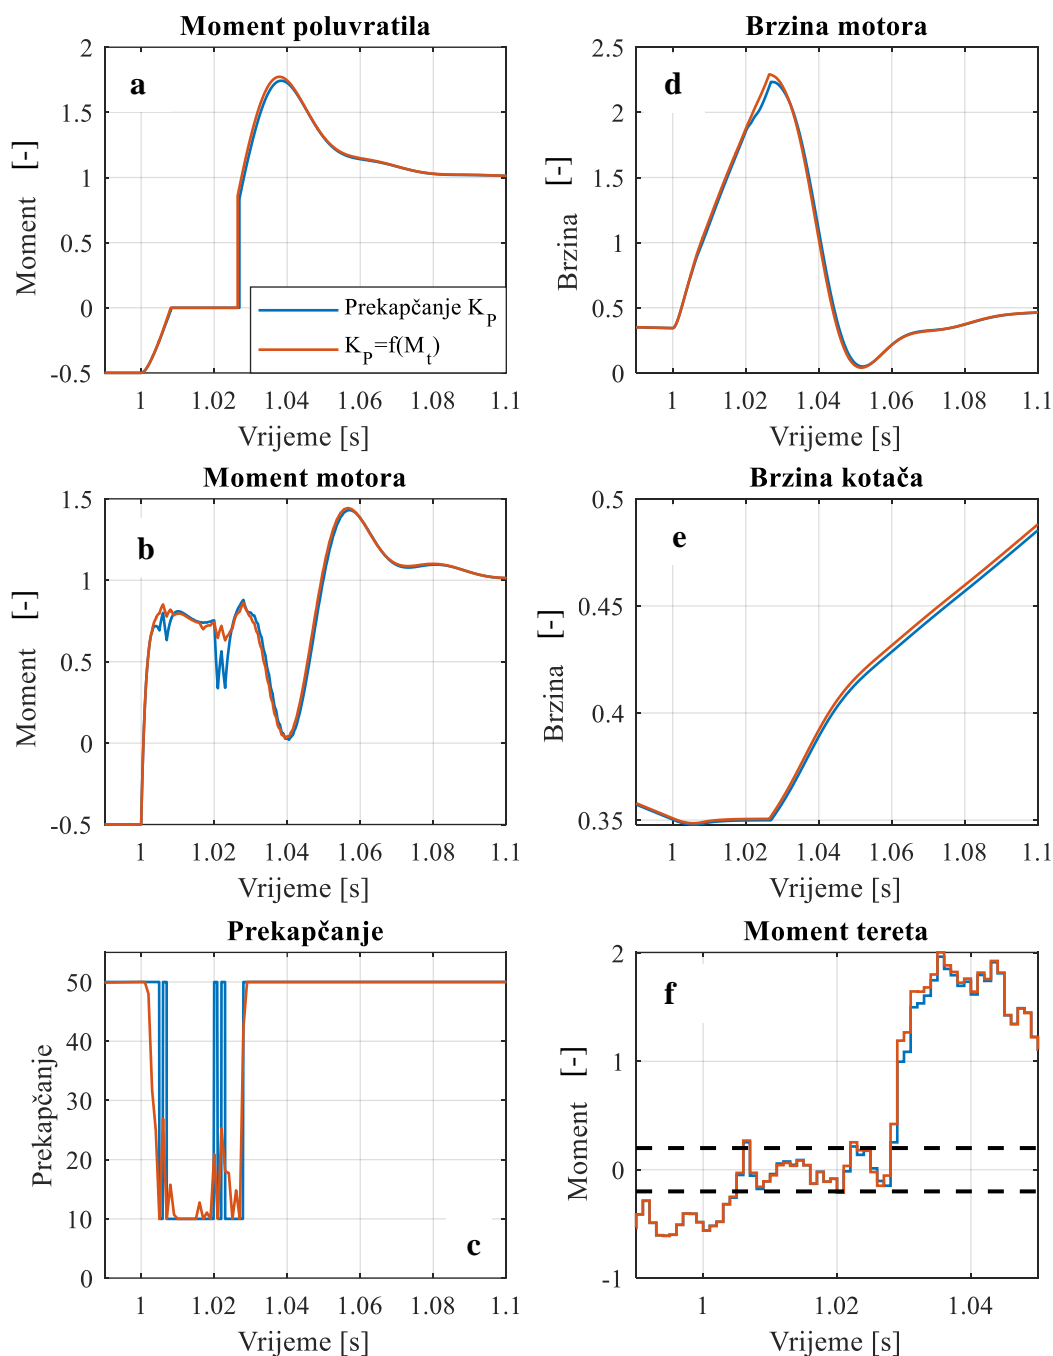 Moment poluvratila
a
Moment [-]
2
1.5
1
0.5
0
-0.5
Prekapčanje K_P
K_P=f(M_t)
1 1.02 1.04 1.06 1.08 1.1
Vrijeme [s]
Brzina motora
d
Brzina [-]
2.5
2
1.5
1
0.5
0
1 1.02 1.04 1.06 1.08 1.1
Vrijeme [s]
Moment motora
b
Moment [-]
1.5
1
0.5
0
-0.5
1 1.02 1.04 1.06 1.08 1.1
Vrijeme [s]
Brzina kotača
e
Brzina [-]
0.5
0.45
0.4
0.35
1 1.02 1.04 1.06 1.08 1.1
Vrijeme [s]
Prekapčanje
Prekapčanje
50
40
30
20
10
0
c
1 1.02 1.04 1.06 1.08 1.1
Vrijeme [s]
Moment tereta
f
Moment [-]
2
1
0
-1
1 1.02 1.04
Vrijeme [s]